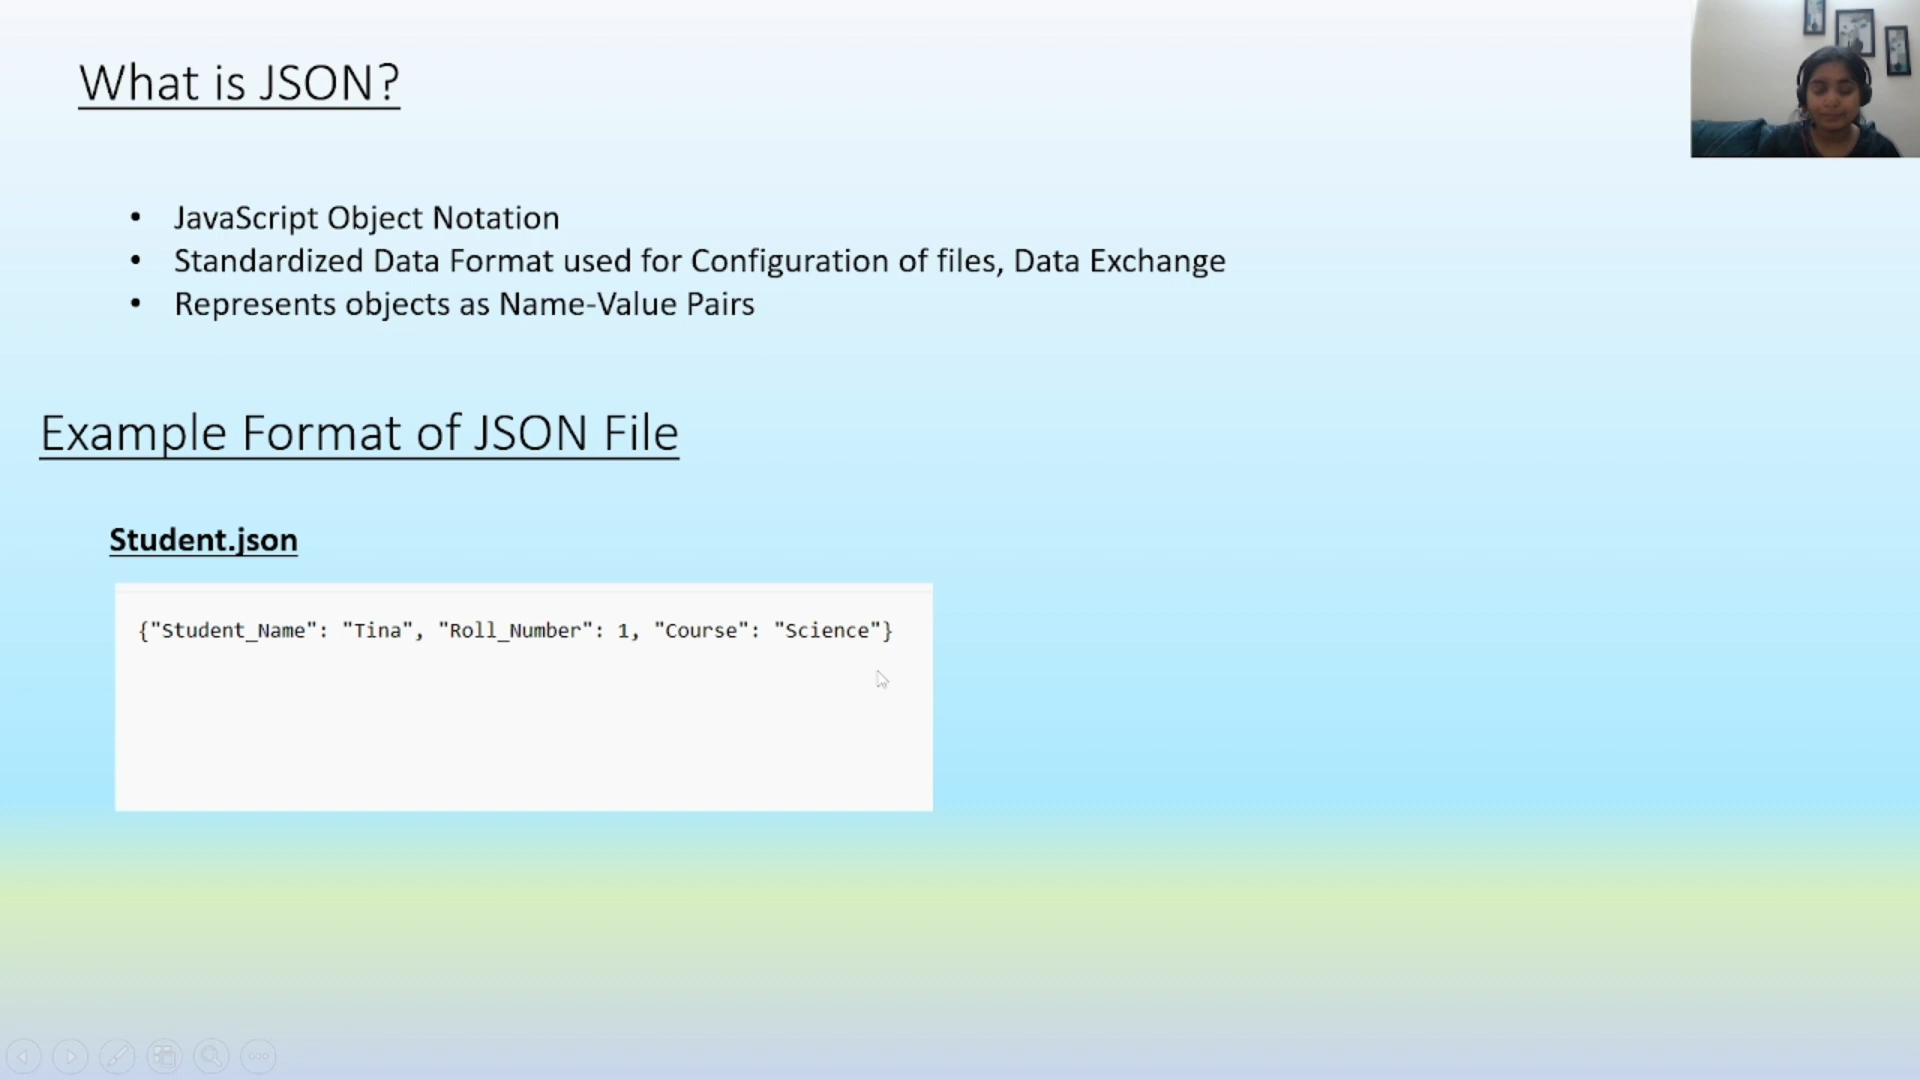 What is JSON?
• JavaScript Object Notation
• Standardized Data Format used for Configuration of files, Data Exchange
• Represents objects as Name-Value Pairs
Example Format of JSON File
Student.json
{"Student_Name": "Tina", "Roll_Number": 1, "Course": "Science"}